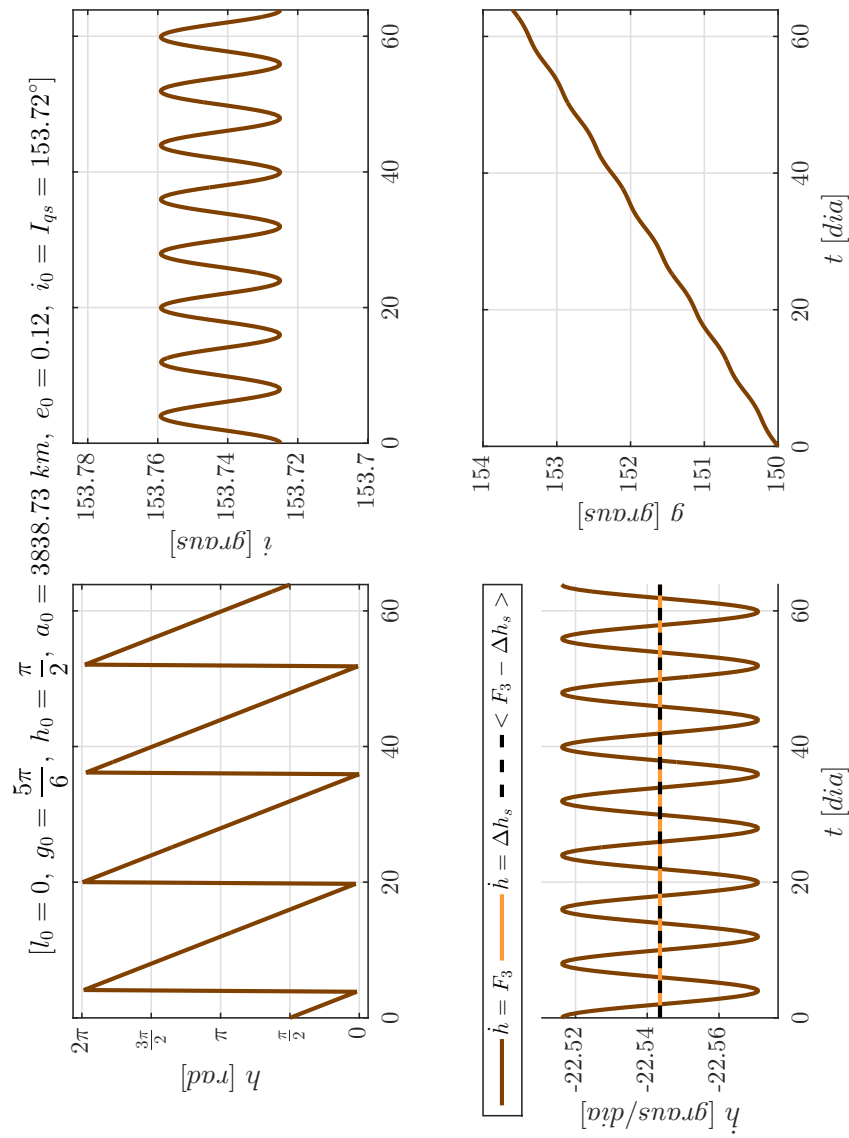 [l₀ = 0, g₀ = 5π/6, h₀ = π/2, a₀ = 3838.73 km, e₀ = 0.12, i₀ = I_qs = 153.72°]
h [rad]
2π
3π/2
π
π/2
0
0
20
40
60
i [graus]
153.78
153.76
153.74
153.72
153.7
0
20
40
60
ḣ = F₃ ḣ = Δh_s < F₃ − Δh_s >
ḣ [graus/dia]
-22.52
-22.54
-22.56
0
20
40
60
t [dia]
g [graus]
154
153
152
151
150
0
20
40
60
t [dia]